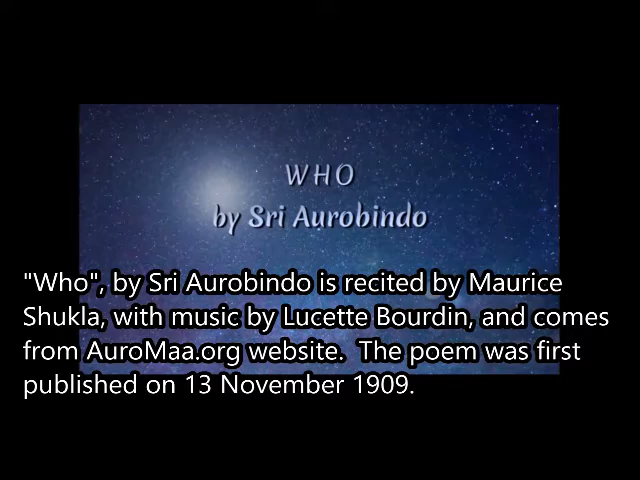 WHO
by Sri Aurobindo
"Who", by Sri Aurobindo is recited by Maurice
Shukla, with music by Lucette Bourdin, and comes
from AuroMaa.org website.  The poem was first
published on 13 November 1909.